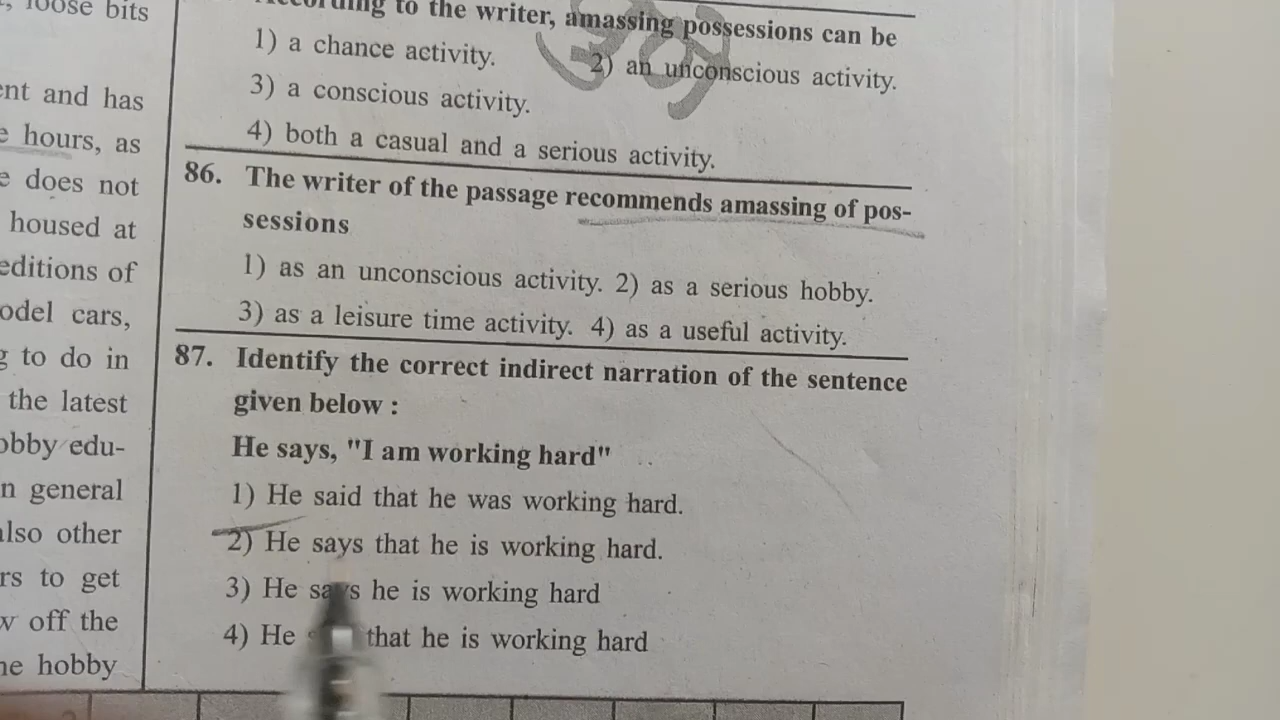 loose bits
ent and has
e hours, as
e does not
housed at
editions of
odel cars,
g to do in
the latest
obby edu-
n general
also other
rs to get
w off the
ne hobby
According to the writer, amassing possessions can be
1) a chance activity. 2) an unconscious activity.
3) a conscious activity.
4) both a casual and a serious activity.
86. The writer of the passage recommends amassing of pos-
sessions
1) as an unconscious activity. 2) as a serious hobby.
3) as a leisure time activity. 4) as a useful activity.
87. Identify the correct indirect narration of the sentence
given below :
He says, "I am working hard"
1) He said that he was working hard.
2) He says that he is working hard.
3) He says he is working hard
4) He that he is working hard